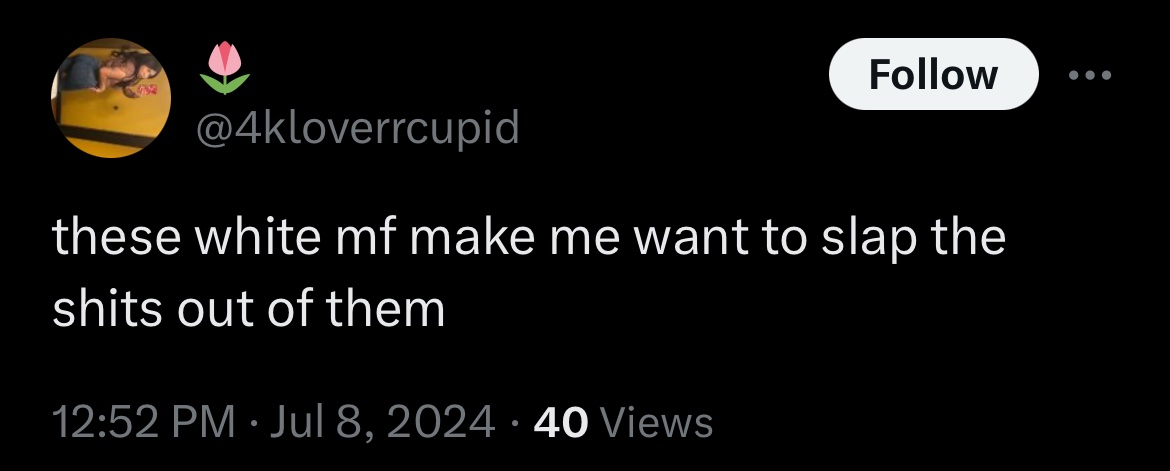 🌷
Follow
@4kloverrcupid
these white mf make me want to slap the
shits out of them
12:52 PM · Jul 8, 2024 · 40 Views